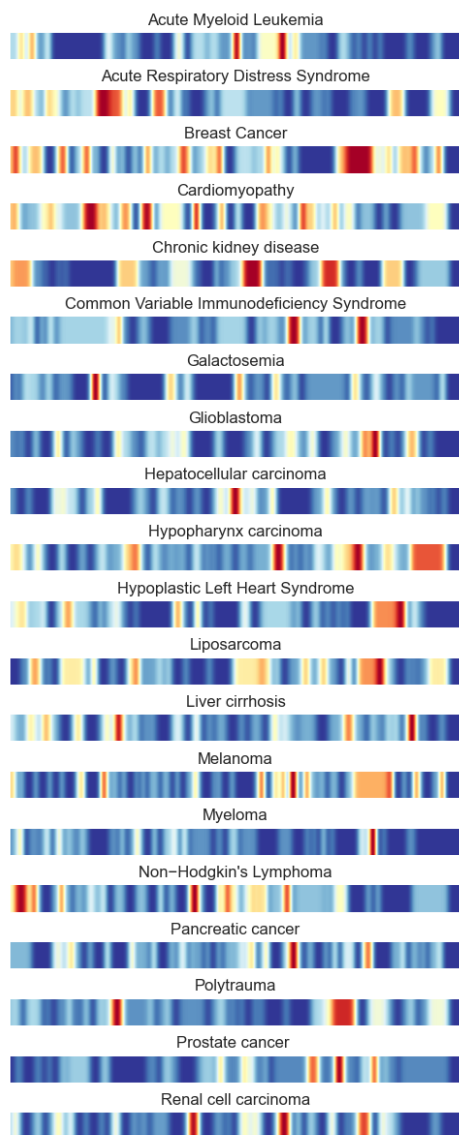 Acute Myeloid Leukemia
Acute Respiratory Distress Syndrome
Breast Cancer
Cardiomyopathy
Chronic kidney disease
Common Variable Immunodeficiency Syndrome
Galactosemia
Glioblastoma
Hepatocellular carcinoma
Hypopharynx carcinoma
Hypoplastic Left Heart Syndrome
Liposarcoma
Liver cirrhosis
Melanoma
Myeloma
Non−Hodgkin's Lymphoma
Pancreatic cancer
Polytrauma
Prostate cancer
Renal cell carcinoma